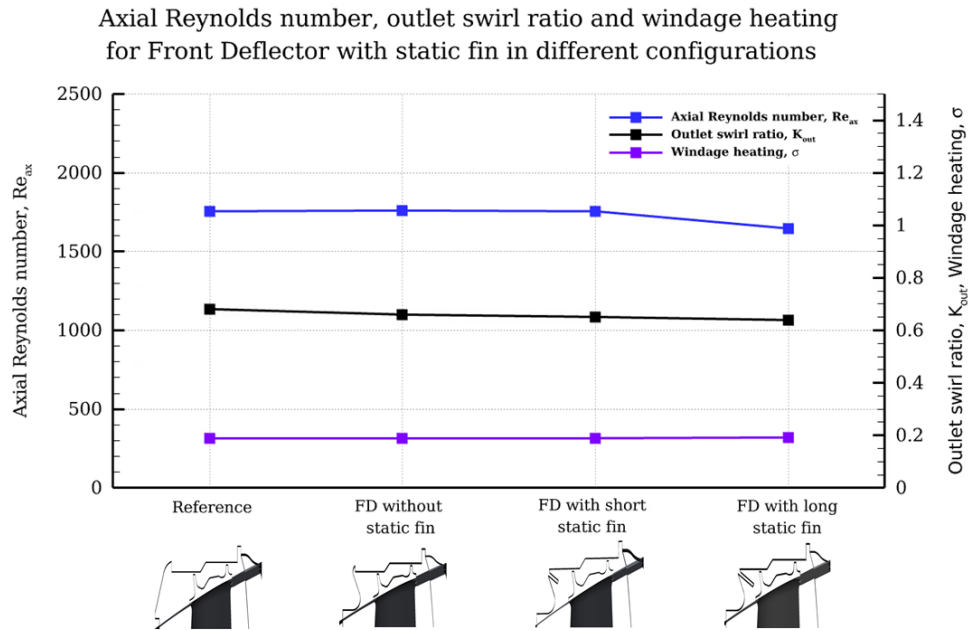 Axial Reynolds number, outlet swirl ratio and windage heating
for Front Deflector with static fin in different configurations
2500
2000
1500
1000
500
0
Axial Reynolds number, Reₐₓ
Axial Reynolds number, Reₐₓ
Outlet swirl ratio, Kₒᵤₜ
Windage heating, σ
1.4
1.2
1
0.8
0.6
0.4
0.2
0
Outlet swirl ratio, Kₒᵤₜ, Windage heating, σ
Reference
FD without
static fin
FD with short
static fin
FD with long
static fin